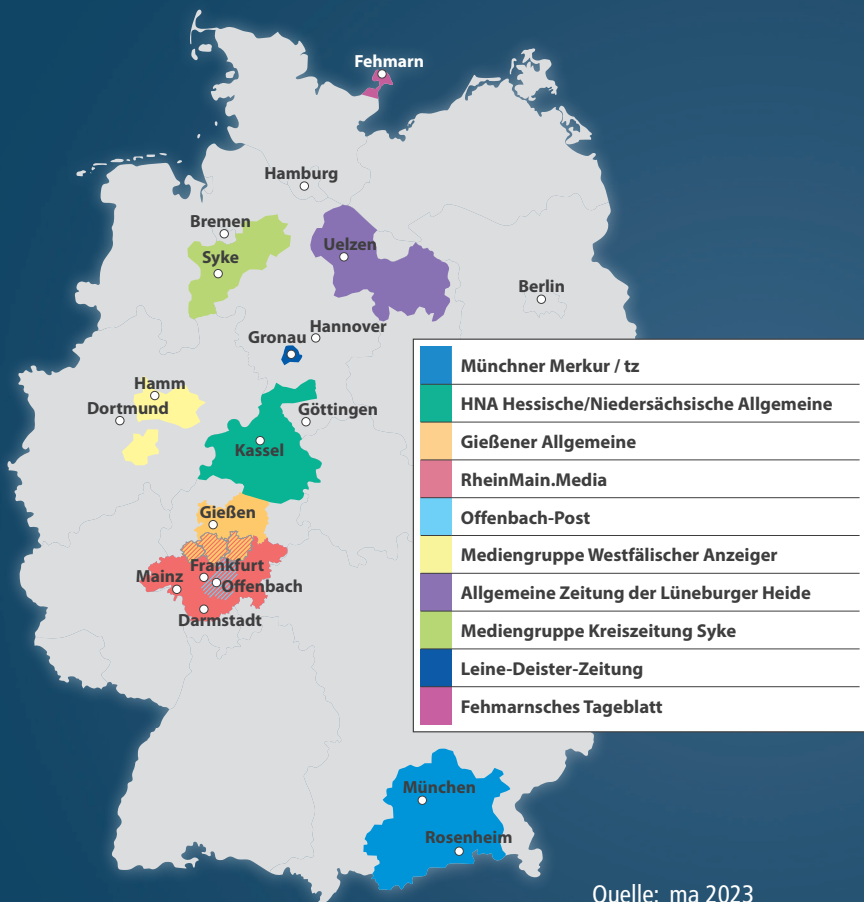 Fehmarn
Hamburg
Bremen
Syke
Uelzen
Berlin
Gronau
Hannover
Hamm
Dortmund
Göttingen
Kassel
Gießen
Frankfurt
Mainz
Offenbach
Darmstadt
Münchner Merkur / tz
HNA Hessische/Niedersächsische Allgemeine
Gießener Allgemeine
RheinMain.Media
Offenbach-Post
Mediengruppe Westfälischer Anzeiger
Allgemeine Zeitung der Lüneburger Heide
Mediengruppe Kreiszeitung Syke
Leine-Deister-Zeitung
Fehmarnsches Tageblatt
München
Rosenheim
Quelle: ma 2023